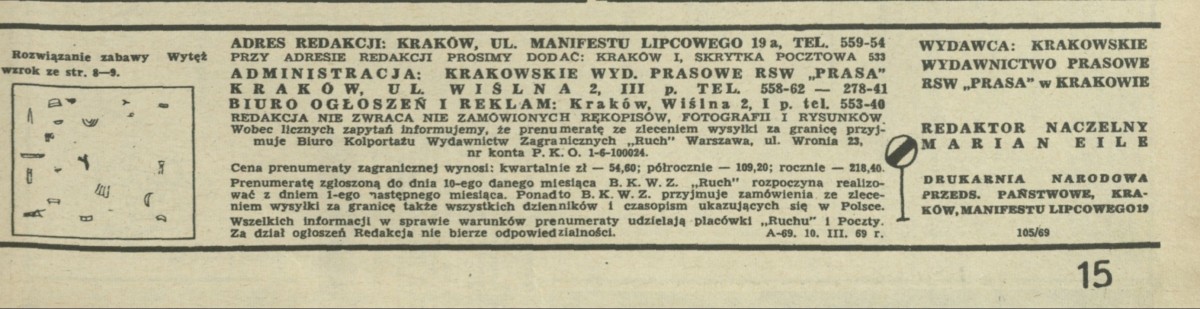 Rozwiązanie zabawy Wytęż
wzrok ze str. 8—9.
ADRES REDAKCJI: KRAKÓW, UL. MANIFESTU LIPCOWEGO 19 a, TEL. 559-54
PRZY ADRESIE REDAKCJI PROSIMY DODAĆ: KRAKÓW I, SKRYTKA POCZTOWA 533
ADMINISTRACJA: KRAKOWSKIE WYD. PRASOWE RSW „PRASA"
KRAKÓW, UL. WIŚLNA 2, III p. TEL. 558-62 — 278-41
BIURO OGŁOSZEŃ I REKLAM: Kraków, Wiślna 2, I p. tel. 553-40
REDAKCJA NIE ZWRACA NIE ZAMÓWIONYCH RĘKOPISÓW, FOTOGRAFII I RYSUNKÓW
Wobec licznych zapytań informujemy, że prenumeratę ze zleceniem wysyłki za granicę przyj-
muje Biuro Kolportażu Wydawnictw Zagranicznych „Ruch" Warszawa, ul. Wronia 23,
nr konta P. K. O. 1-6-100024.
Cena prenumeraty zagranicznej wynosi: kwartalnie zł — 54,60; półrocznie — 109,20; rocznie — 218,40.
Prenumeratę zgłoszoną do dnia 10-ego danego miesiąca B. K. W. Z. „Ruch" rozpoczyna realizo-
wać z dniem 1-ego następnego miesiąca. Ponadto B. K. W. Z. przyjmuje zamówienia ze zlece-
niem wysyłki za granicę także wszystkich dzienników i czasopism ukazujących się w Polsce.
Wszelkich informacji w sprawie warunków prenumeraty udzielają placówki „Ruchu" i Poczty.
Za dział ogłoszeń Redakcja nie bierze odpowiedzialności. A-69. 10. III. 69 r.
WYDAWCA: KRAKOWSKIE
WYDAWNICTWO PRASOWE
RSW „PRASA" w KRAKOWIE
REDAKTOR NACZELNY
MARIAN EILE
DRUKARNIA NARODOWA
PRZEDS. PAŃSTWOWE, KRA-
KÓW, MANIFESTU LIPCOWEGO 19
105/69
15